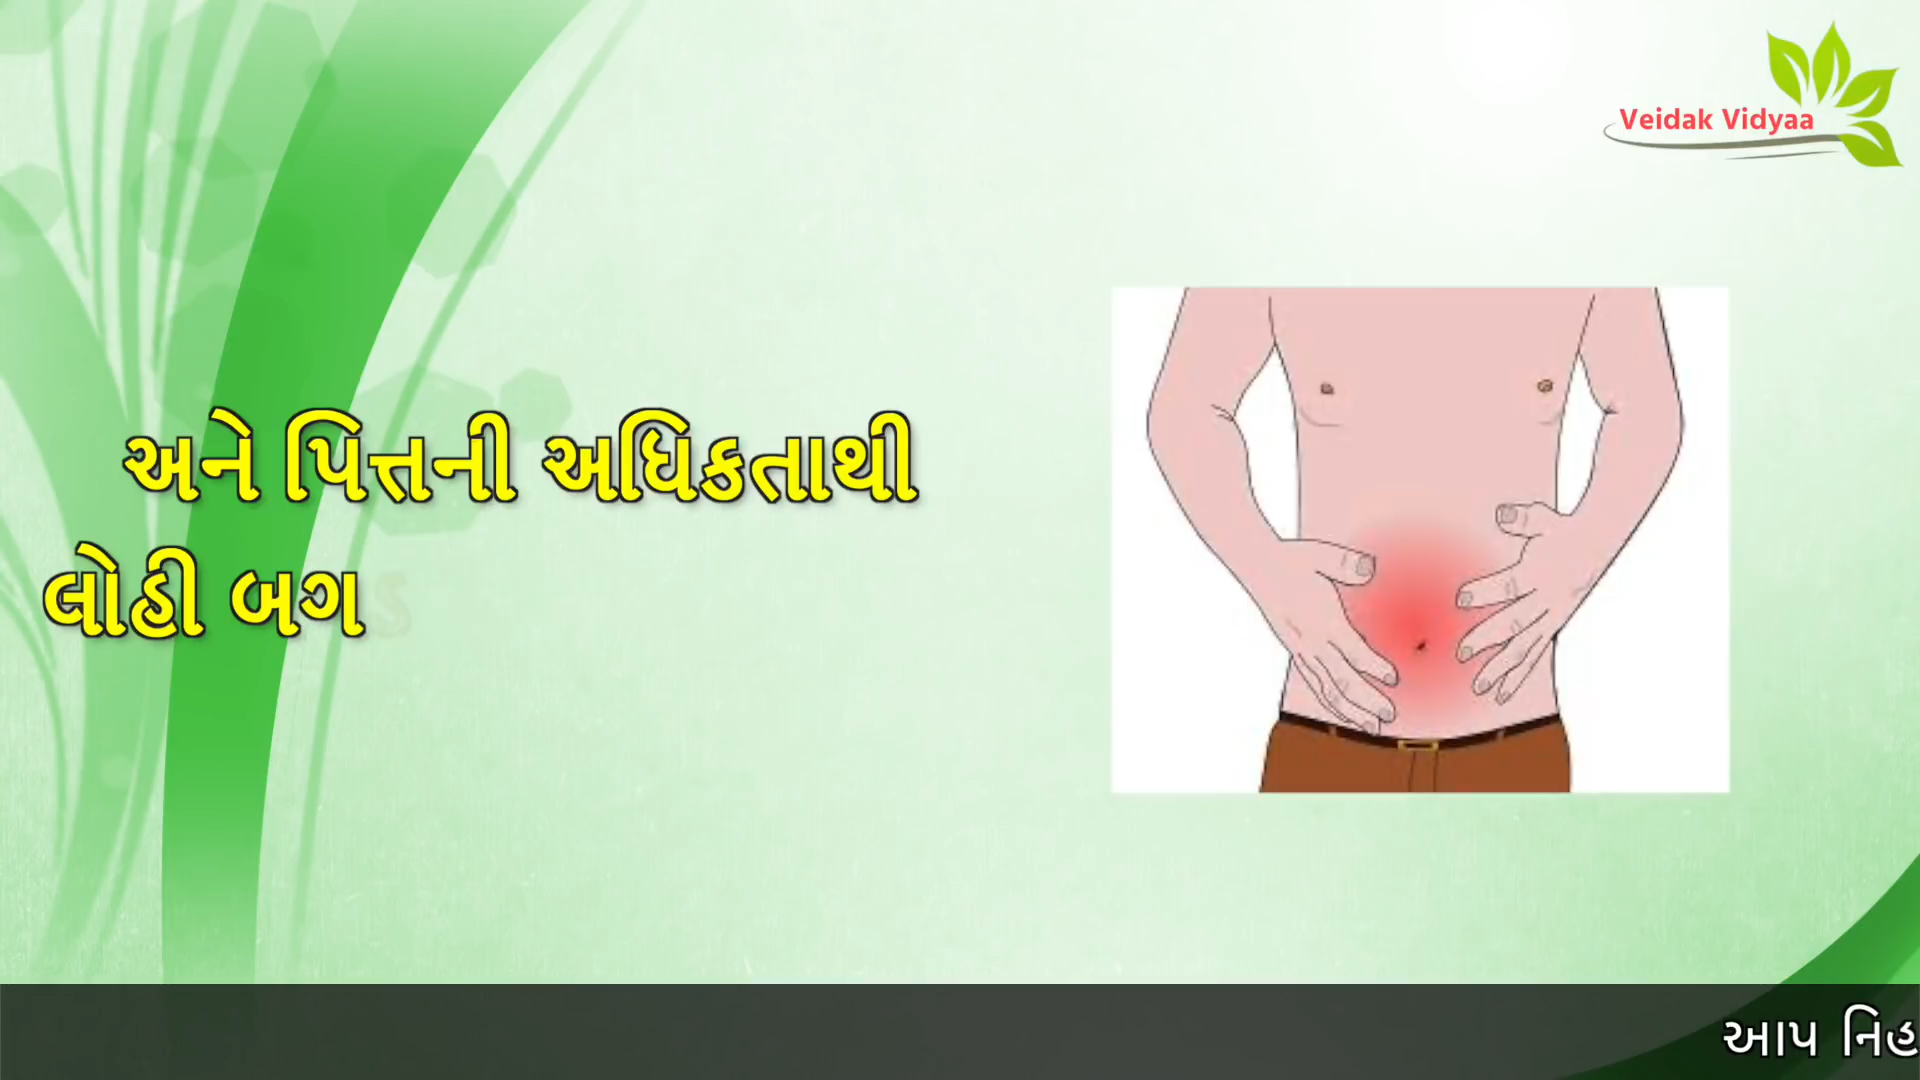 Veidak Vidyaa
અને પિત્તની અધિકતાથી
લોહી બગ
આપ નિહ